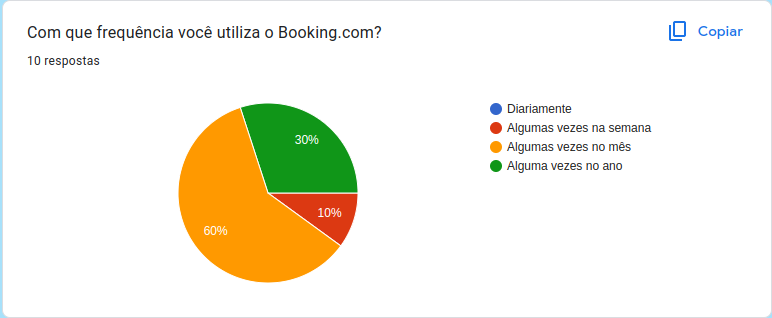 Com que frequência você utiliza o Booking.com?
Copiar
10 respostas
Diariamente
Algumas vezes na semana
Algumas vezes no mês
Alguma vezes no ano
30%
10%
60%